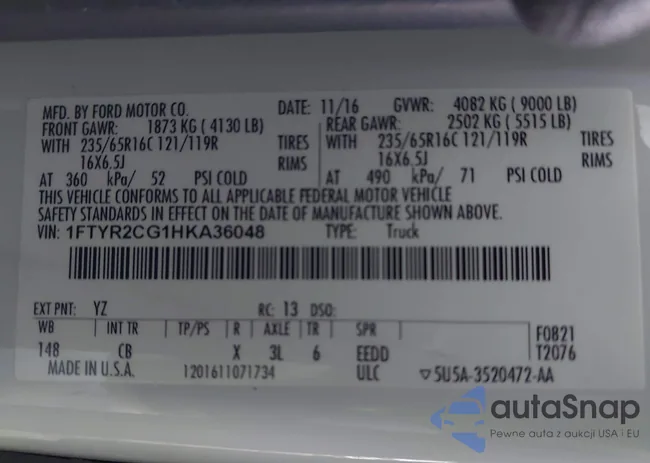 MFD. BY FORD MOTOR CO. DATE: 11/16 GVWR: 4082 KG ( 9000 LB)
FRONT GAWR: 1873 KG ( 4130 LB) REAR GAWR: 2502 KG ( 5515 LB)
WITH 235/65R16C 121/119R TIRES WITH 235/65R16C 121/119R TIRES
16X6.5J RIMS 16X6.5J RIMS
AT 360 kPa/ 52 PSI COLD AT 490 kPa/ 71 PSI COLD
THIS VEHICLE CONFORMS TO ALL APPLICABLE FEDERAL MOTOR VEHICLE
SAFETY STANDARDS IN EFFECT ON THE DATE OF MANUFACTURE SHOWN ABOVE.
VIN: 1FTYR2CG1HKA36048 TYPE: Truck
EXT PNT: YZ RC: 13 DSO:
WB INT TR TP/PS R AXLE TR SPR F0821
148 CB X 3L 6 EEDD T2076
MADE IN U.S.A. 1201611071734 ULC ▽5U5A-3520472-AA
autaSnap
Pewne auta z aukcji USA i EU